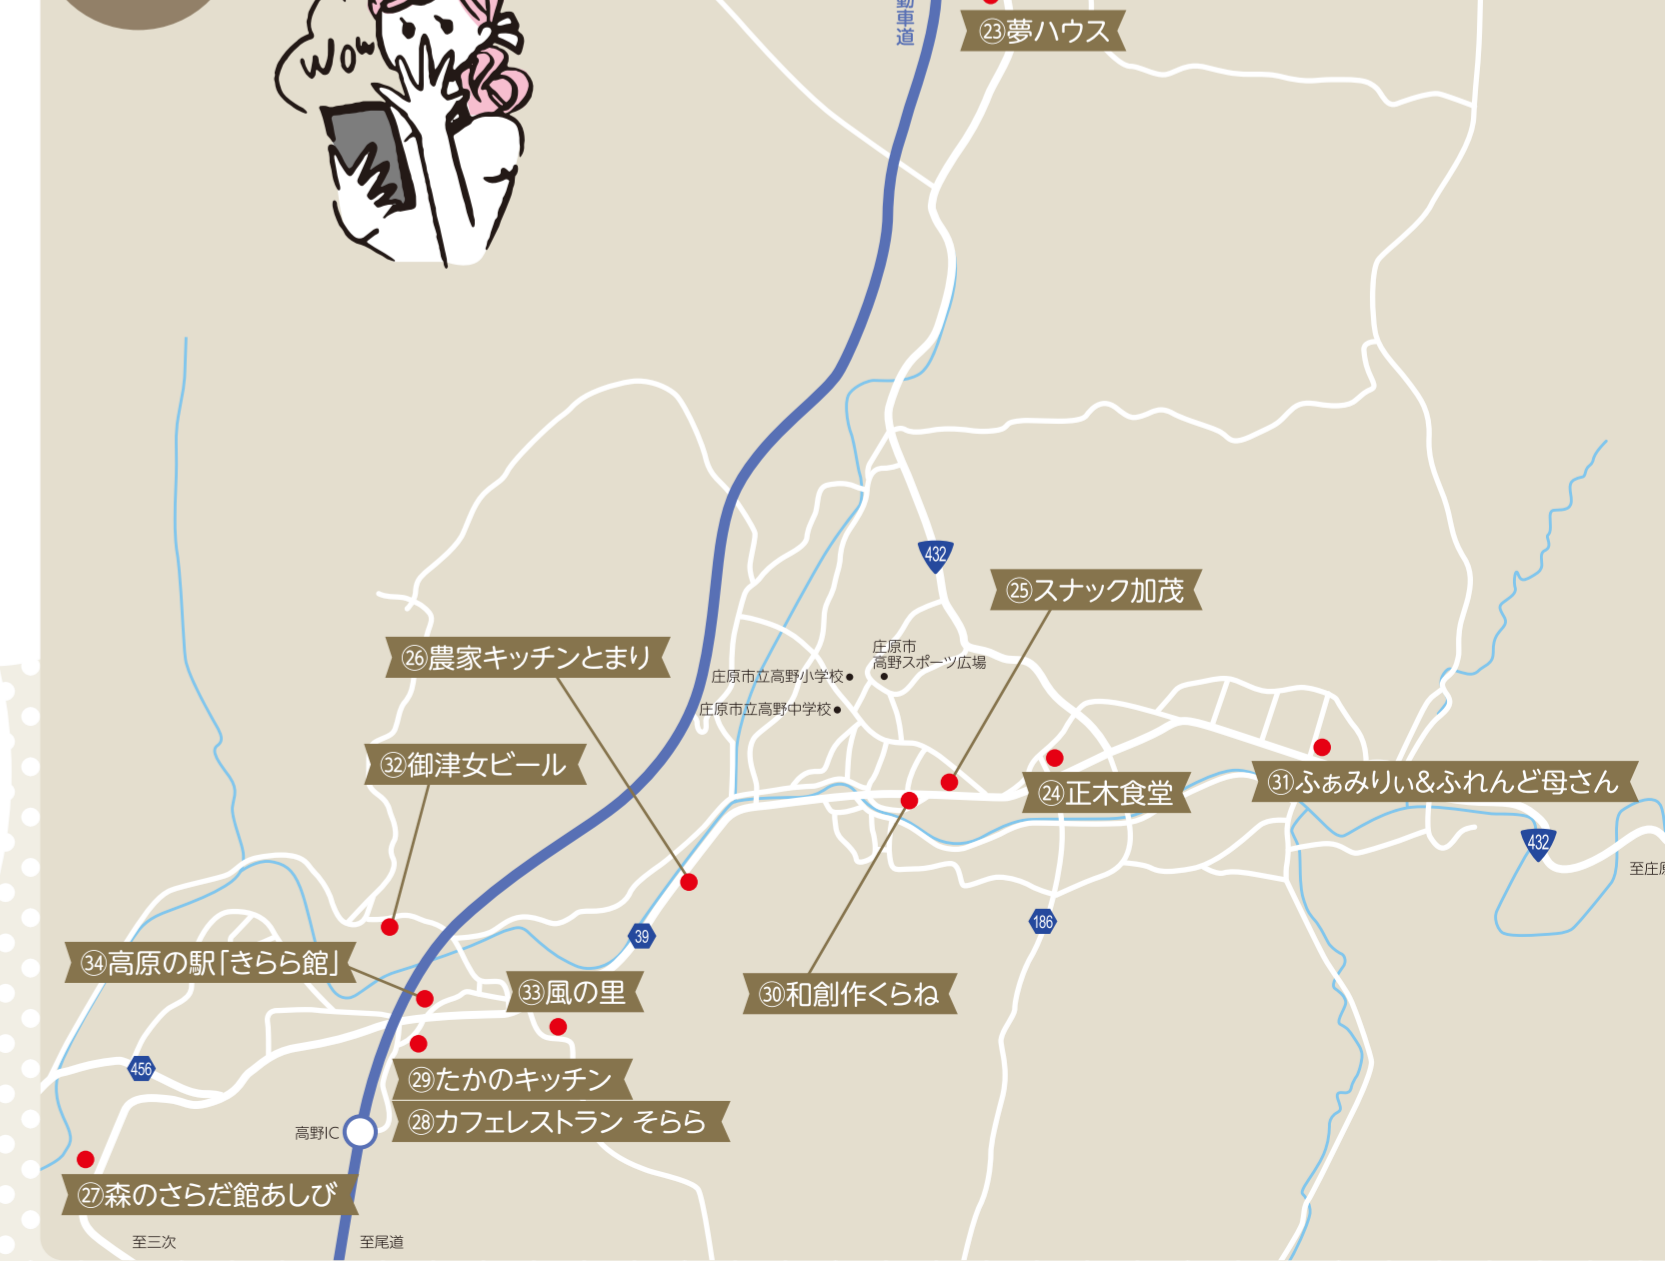 動車道
㉓夢ハウス
WOW
432
㉕スナック加茂
庄原市
高野スポーツ広場
㉖農家キッチンとまり
庄原市立高野小学校
庄原市立高野中学校
㉜御津女ビール
㉔正木食堂
㉛ふぁみりぃ&ふれんど母さん
432
至庄原
39
186
㉞高原の駅「きらら館」
㉝風の里
㉚和創作くらね
456
㉙たかのキッチン
㉘カフェレストラン そらら
高野IC
㉗森のさらだ館あしび
至三次
至尾道